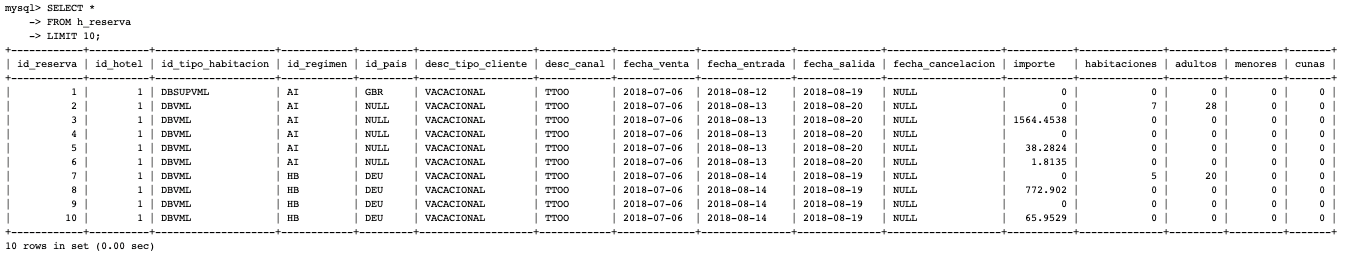 mysql> SELECT *
    -> FROM h_reserva
    -> LIMIT 10;
+------------+----------+--------------------+------------+---------+-------------------+------------+-------------+---------------+--------------+-------------------+-----------+--------------+---------+---------+-------+
| id_reserva | id_hotel | id_tipo_habitacion | id_regimen | id_pais | desc_tipo_cliente | desc_canal | fecha_venta | fecha_entrada | fecha_salida | fecha_cancelacion | importe   | habitaciones | adultos | menores | cunas |
+------------+----------+--------------------+------------+---------+-------------------+------------+-------------+---------------+--------------+-------------------+-----------+--------------+---------+---------+-------+
|          1 |        1 | DBSUPVML           | AI         | GBR     | VACACIONAL        | TTOO       | 2018-07-06  | 2018-08-12    | 2018-08-19   | NULL              |         0 |            0 |       0 |       0 |     0 |
|          2 |        1 | DBVML              | AI         | NULL    | VACACIONAL        | TTOO       | 2018-07-06  | 2018-08-13    | 2018-08-20   | NULL              |         0 |            7 |      28 |       0 |     0 |
|          3 |        1 | DBVML              | AI         | NULL    | VACACIONAL        | TTOO       | 2018-07-06  | 2018-08-13    | 2018-08-20   | NULL              | 1564.4538 |            0 |       0 |       0 |     0 |
|          4 |        1 | DBVML              | AI         | NULL    | VACACIONAL        | TTOO       | 2018-07-06  | 2018-08-13    | 2018-08-20   | NULL              |         0 |            0 |       0 |       0 |     0 |
|          5 |        1 | DBVML              | AI         | NULL    | VACACIONAL        | TTOO       | 2018-07-06  | 2018-08-13    | 2018-08-20   | NULL              |   38.2824 |            0 |       0 |       0 |     0 |
|          6 |        1 | DBVML              | AI         | NULL    | VACACIONAL        | TTOO       | 2018-07-06  | 2018-08-13    | 2018-08-20   | NULL              |    1.8135 |            0 |       0 |       0 |     0 |
|          7 |        1 | DBVML              | HB         | DEU     | VACACIONAL        | TTOO       | 2018-07-06  | 2018-08-14    | 2018-08-19   | NULL              |         0 |            5 |      20 |       0 |     0 |
|          8 |        1 | DBVML              | HB         | DEU     | VACACIONAL        | TTOO       | 2018-07-06  | 2018-08-14    | 2018-08-19   | NULL              |   772.902 |            0 |       0 |       0 |     0 |
|          9 |        1 | DBVML              | HB         | DEU     | VACACIONAL        | TTOO       | 2018-07-06  | 2018-08-14    | 2018-08-19   | NULL              |         0 |            0 |       0 |       0 |     0 |
|         10 |        1 | DBVML              | HB         | DEU     | VACACIONAL        | TTOO       | 2018-07-06  | 2018-08-14    | 2018-08-19   | NULL              |   65.9529 |            0 |       0 |       0 |     0 |
+------------+----------+--------------------+------------+---------+-------------------+------------+-------------+---------------+--------------+-------------------+-----------+--------------+---------+---------+-------+
10 rows in set (0.00 sec)